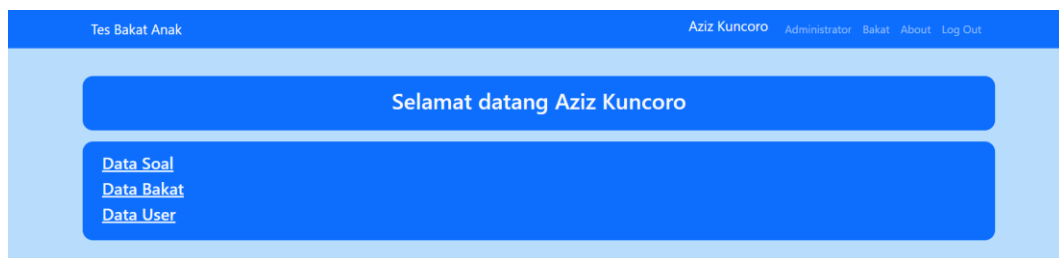 Tes Bakat Anak Aziz Kuncoro Administrator Bakat About Log Out
Selamat datang Aziz Kuncoro
Data Soal
Data Bakat
Data User